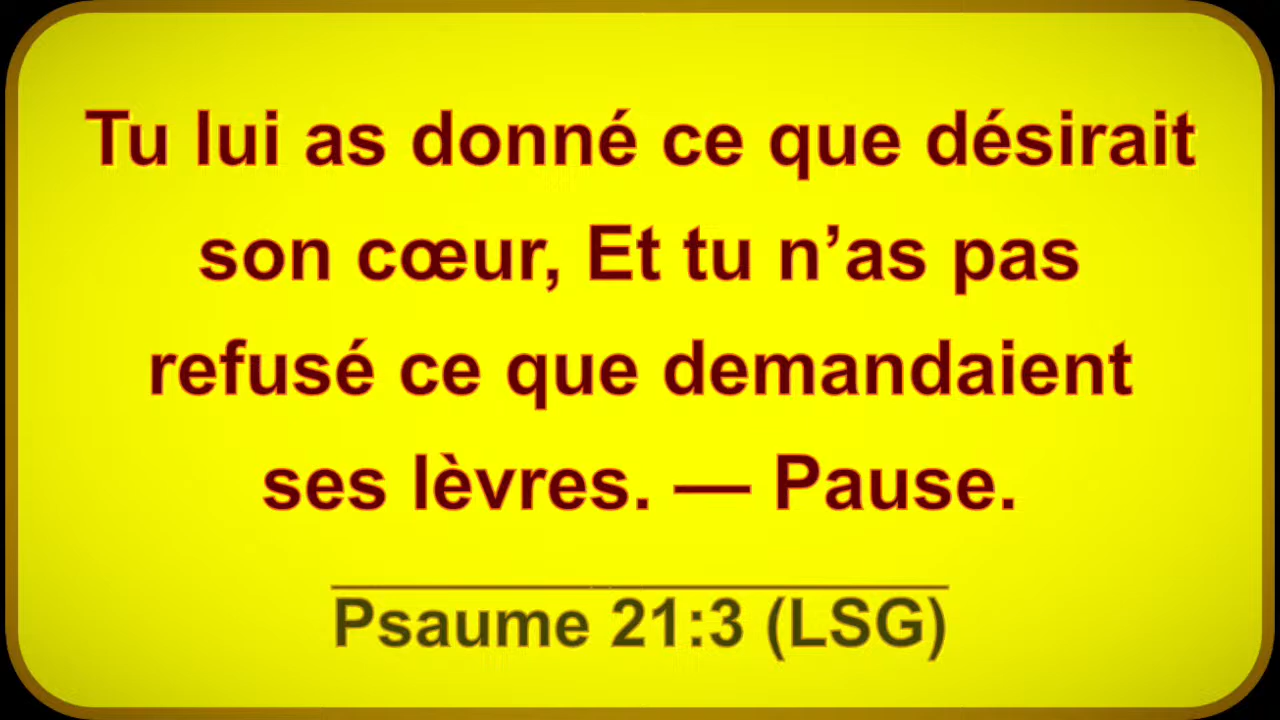 Tu lui as donné ce que désirait
son cœur, Et tu n’as pas
refusé ce que demandaient
ses lèvres. — Pause.
Psaume 21:3 (LSG)